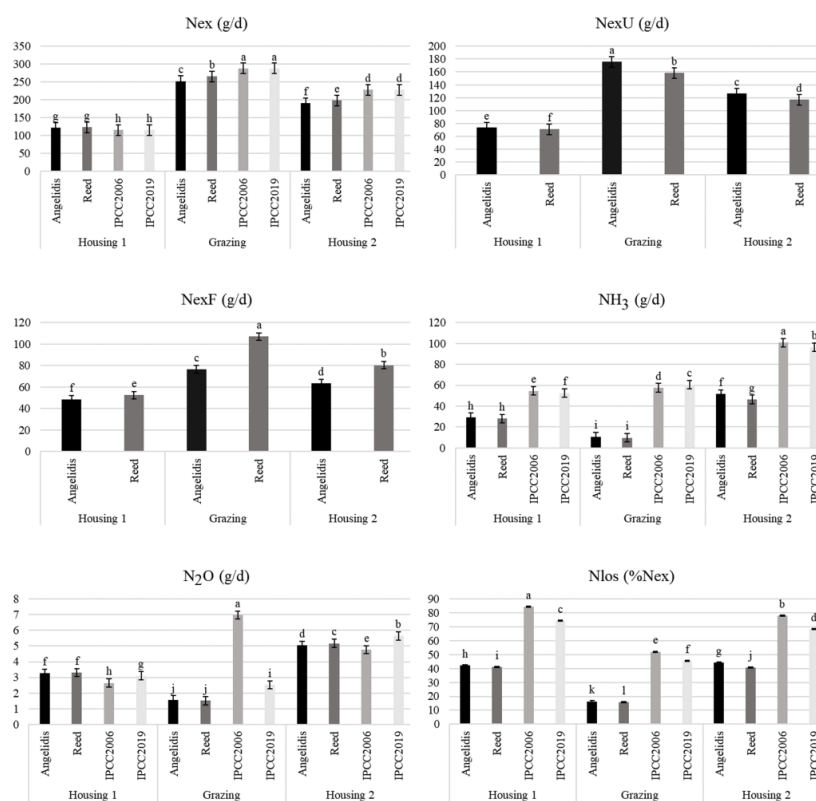 Nex (g/d)
350
300
250
200
150
100
50
0
g g h h c b a a f e d d
Angelidis Reed IPCC2006 IPCC2019 Angelidis Reed IPCC2006 IPCC2019 Angelidis Reed IPCC2006 IPCC2019
Housing 1 Grazing Housing 2
NexU (g/d)
200
180
160
140
120
100
80
60
40
20
0
e f a b c d
Angelidis Reed Angelidis Reed Angelidis Reed
Housing 1 Grazing Housing 2
NexF (g/d)
120
100
80
60
40
20
0
f e c a d b
Angelidis Reed Angelidis Reed Angelidis Reed
Housing 1 Grazing Housing 2
NH3 (g/d)
120
100
80
60
40
20
0
h h e f i i d c f g a b
Angelidis Reed IPCC2006 IPCC2019 Angelidis Reed IPCC2006 IPCC2019 Angelidis Reed IPCC2006 IPCC2019
Housing 1 Grazing Housing 2
N2O (g/d)
8
7
6
5
4
3
2
1
0
f f h g j j a i d c e b
Angelidis Reed IPCC2006 IPCC2019 Angelidis Reed IPCC2006 IPCC2019 Angelidis Reed IPCC2006 IPCC2019
Housing 1 Grazing Housing 2
Nlos (%Nex)
90
80
70
60
50
40
30
20
10
0
h i a c k l e f g j b d
Angelidis Reed IPCC2006 IPCC2019 Angelidis Reed IPCC2006 IPCC2019 Angelidis Reed IPCC2006 IPCC2019
Housing 1 Grazing Housing 2